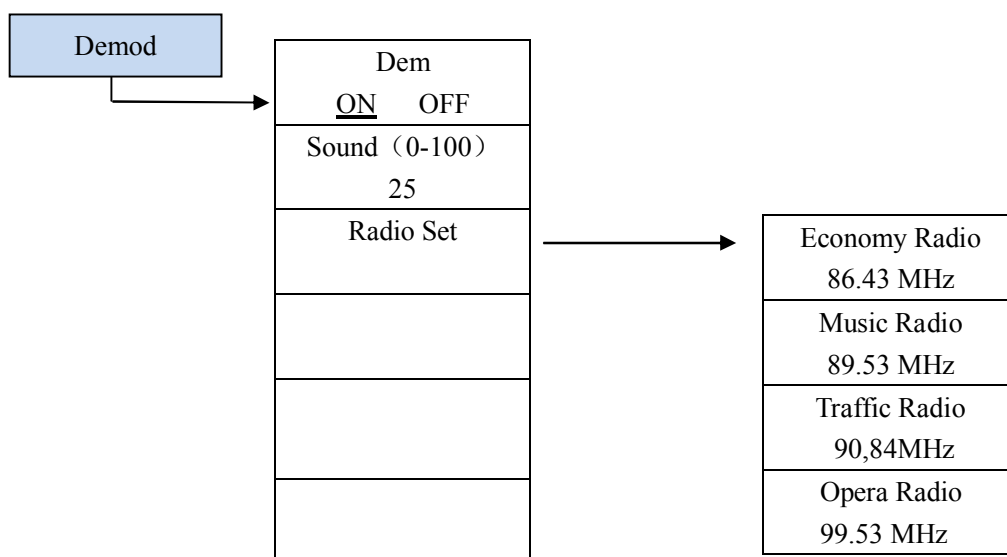 Demod
Dem
ON OFF
Sound（0-100）
25
Radio Set
Economy Radio
86.43 MHz
Music Radio
89.53 MHz
Traffic Radio
90,84MHz
Opera Radio
99.53 MHz